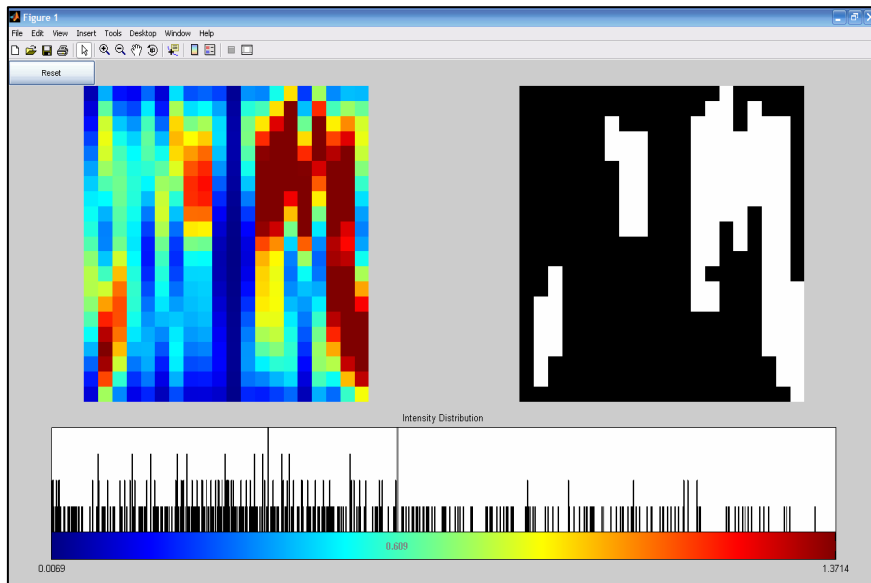 Figure 1
File Edit View Insert Tools Desktop Window Help
Reset
Intensity Distribution
0.609
0.0069 1.3714